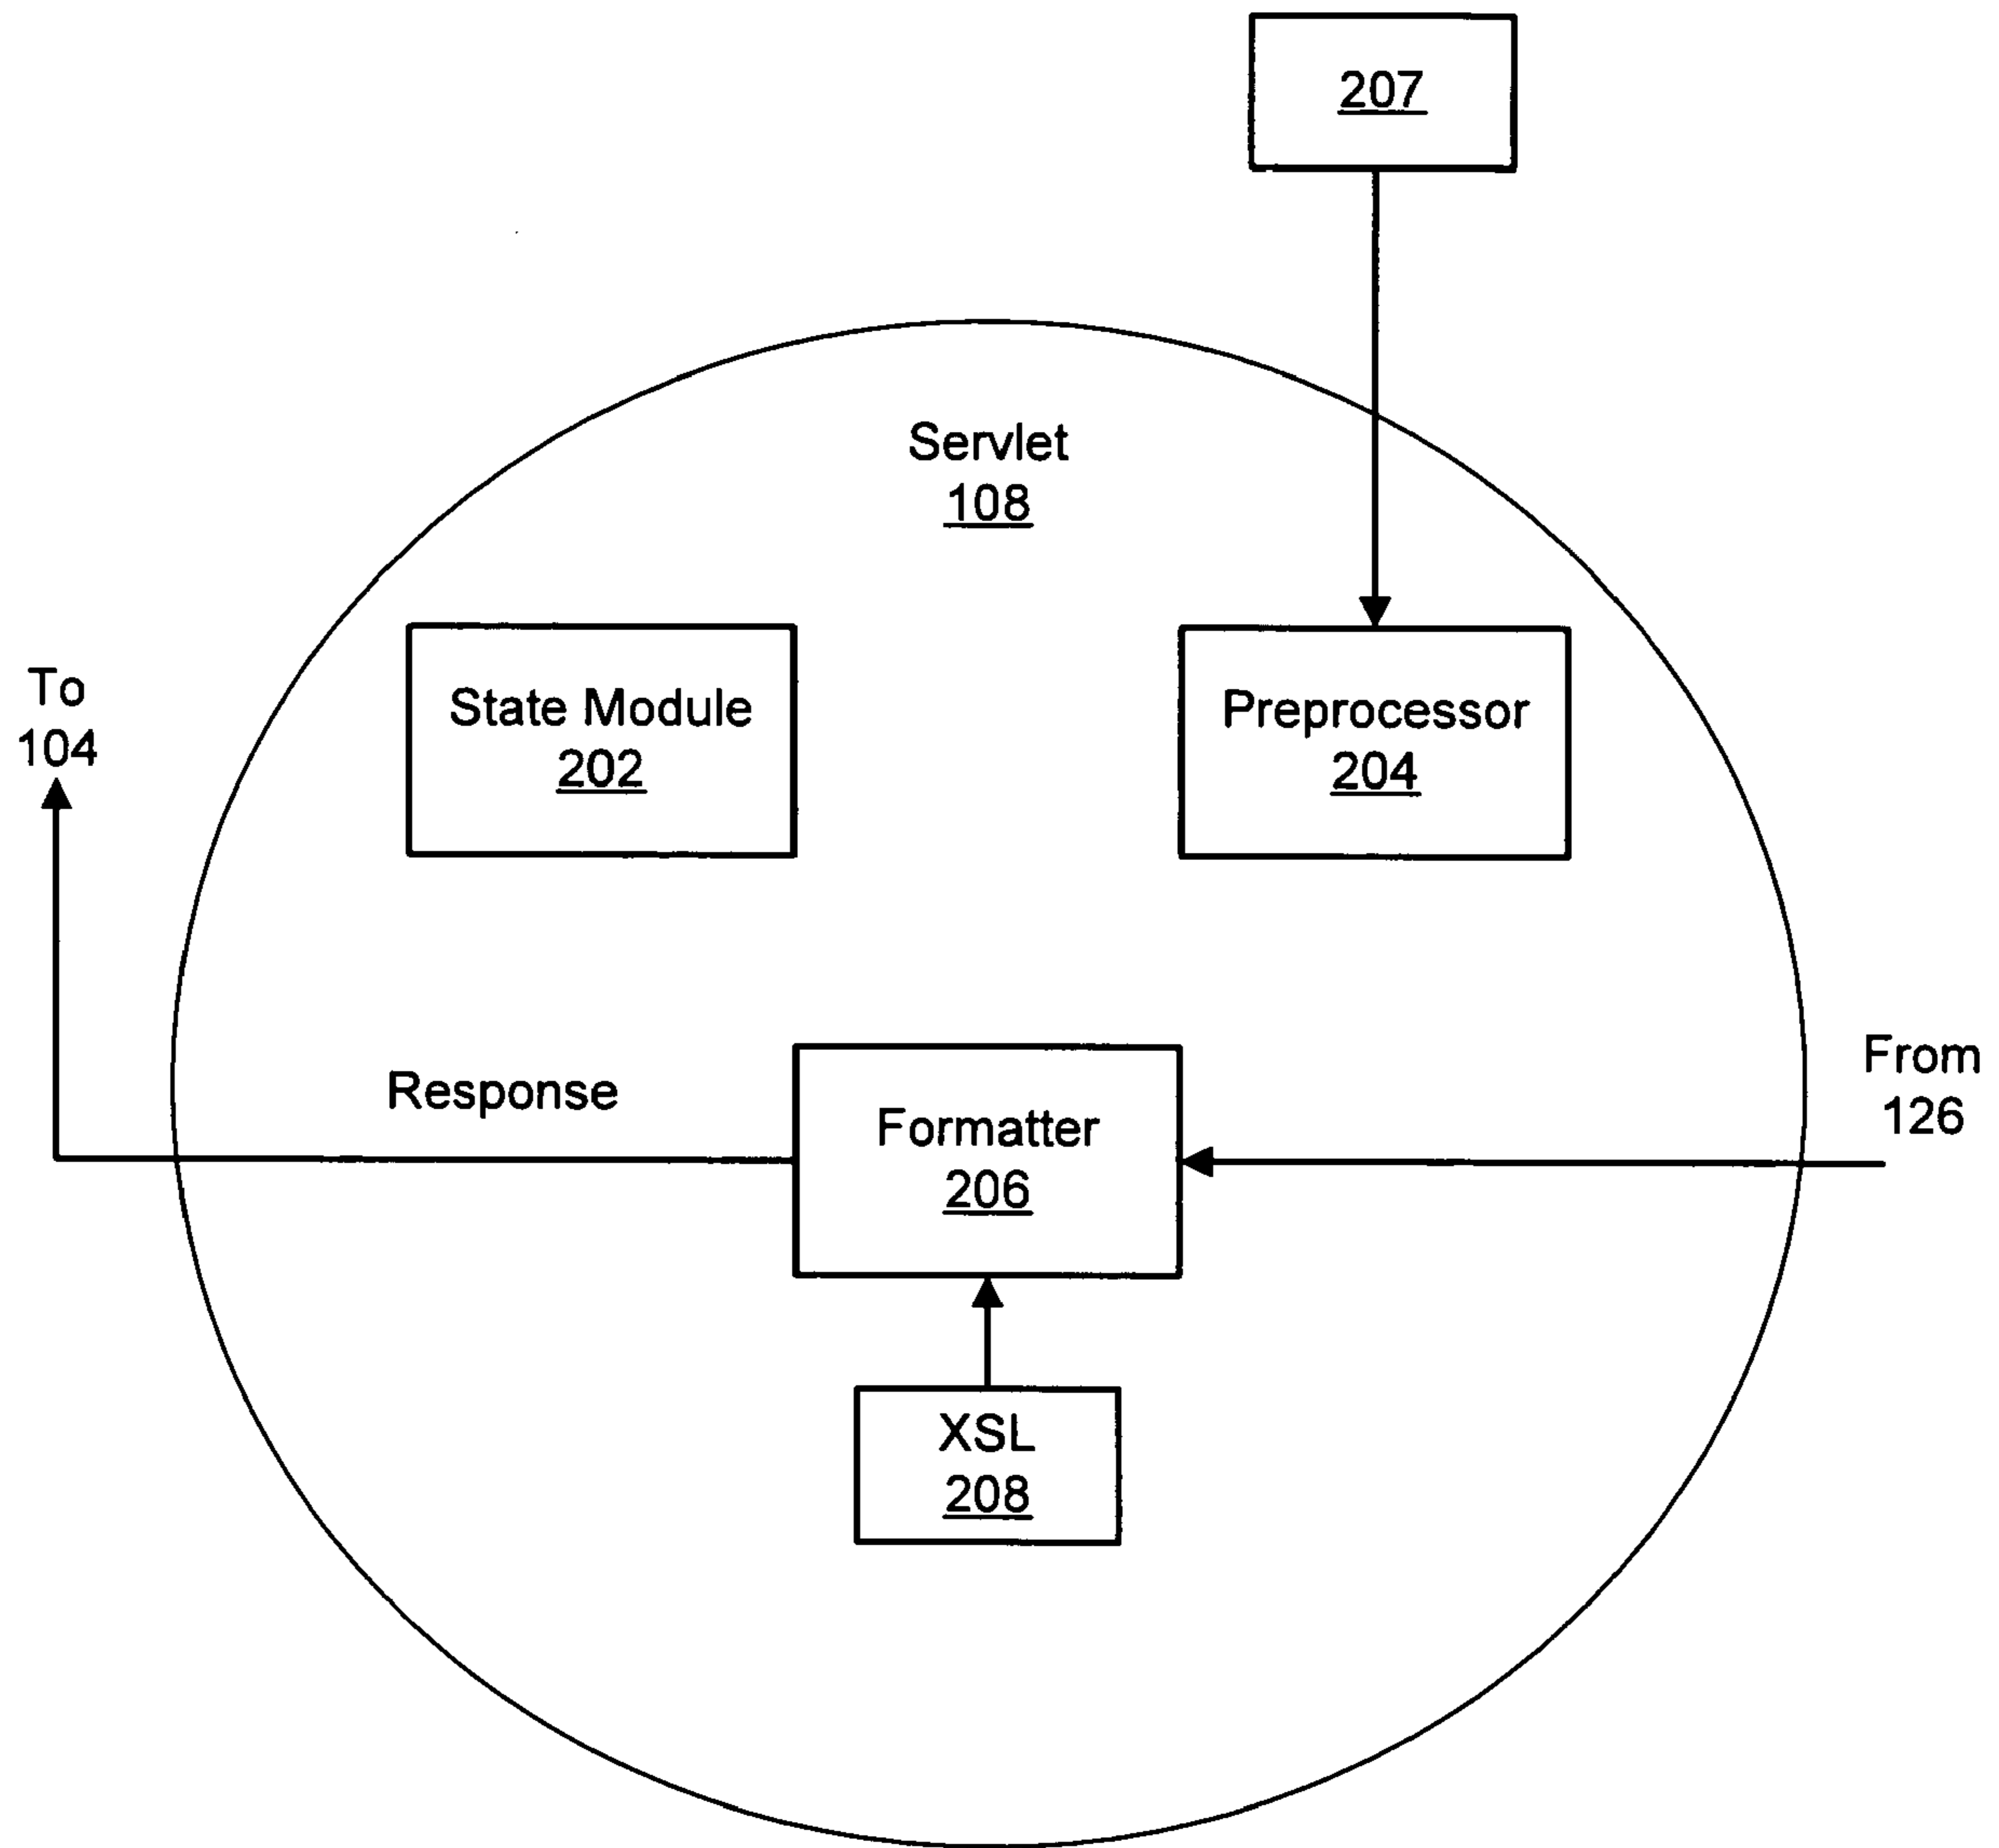 207
Servlet
108
State Module
202
Preprocessor
204
To
104
Response
Formatter
206
From
126
XSL
208